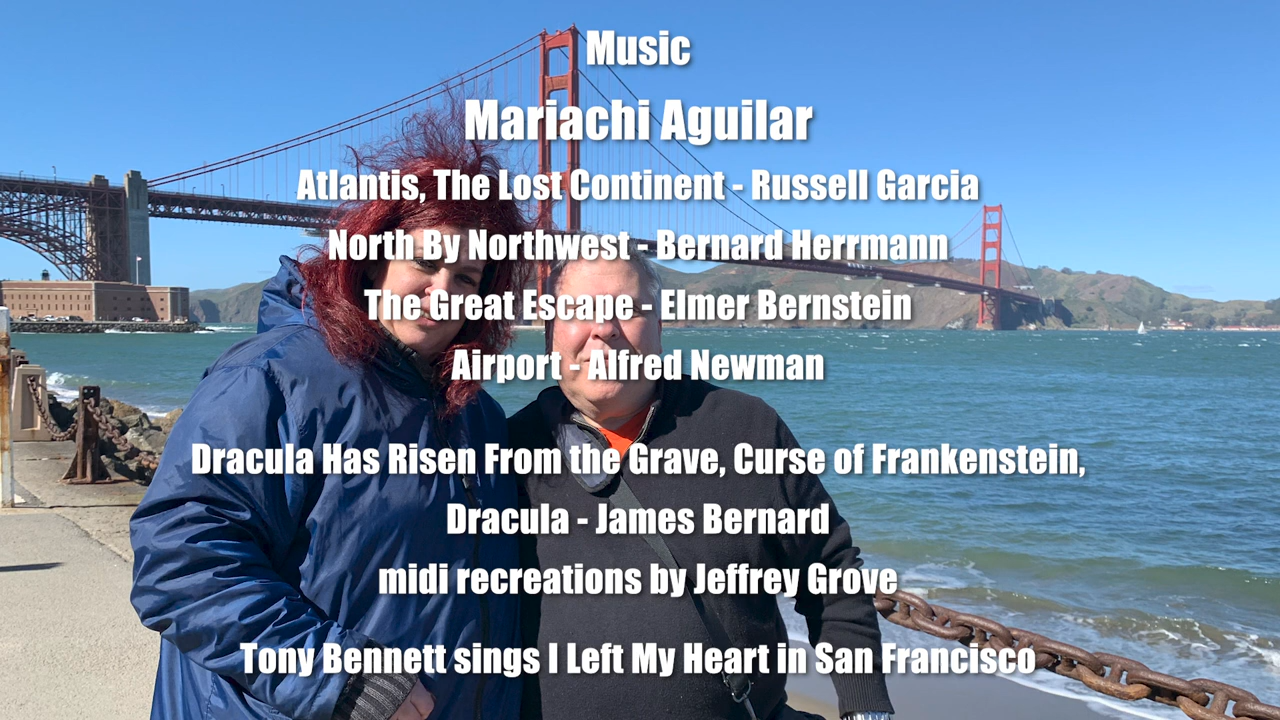 Music
Mariachi Aguilar
Atlantis, The Lost Continent - Russell Garcia
North By Northwest - Bernard Herrmann
The Great Escape - Elmer Bernstein
Airport - Alfred Newman
Dracula Has Risen From the Grave, Curse of Frankenstein,
Dracula - James Bernard
midi recreations by Jeffrey Grove
Tony Bennett sings I Left My Heart in San Francisco